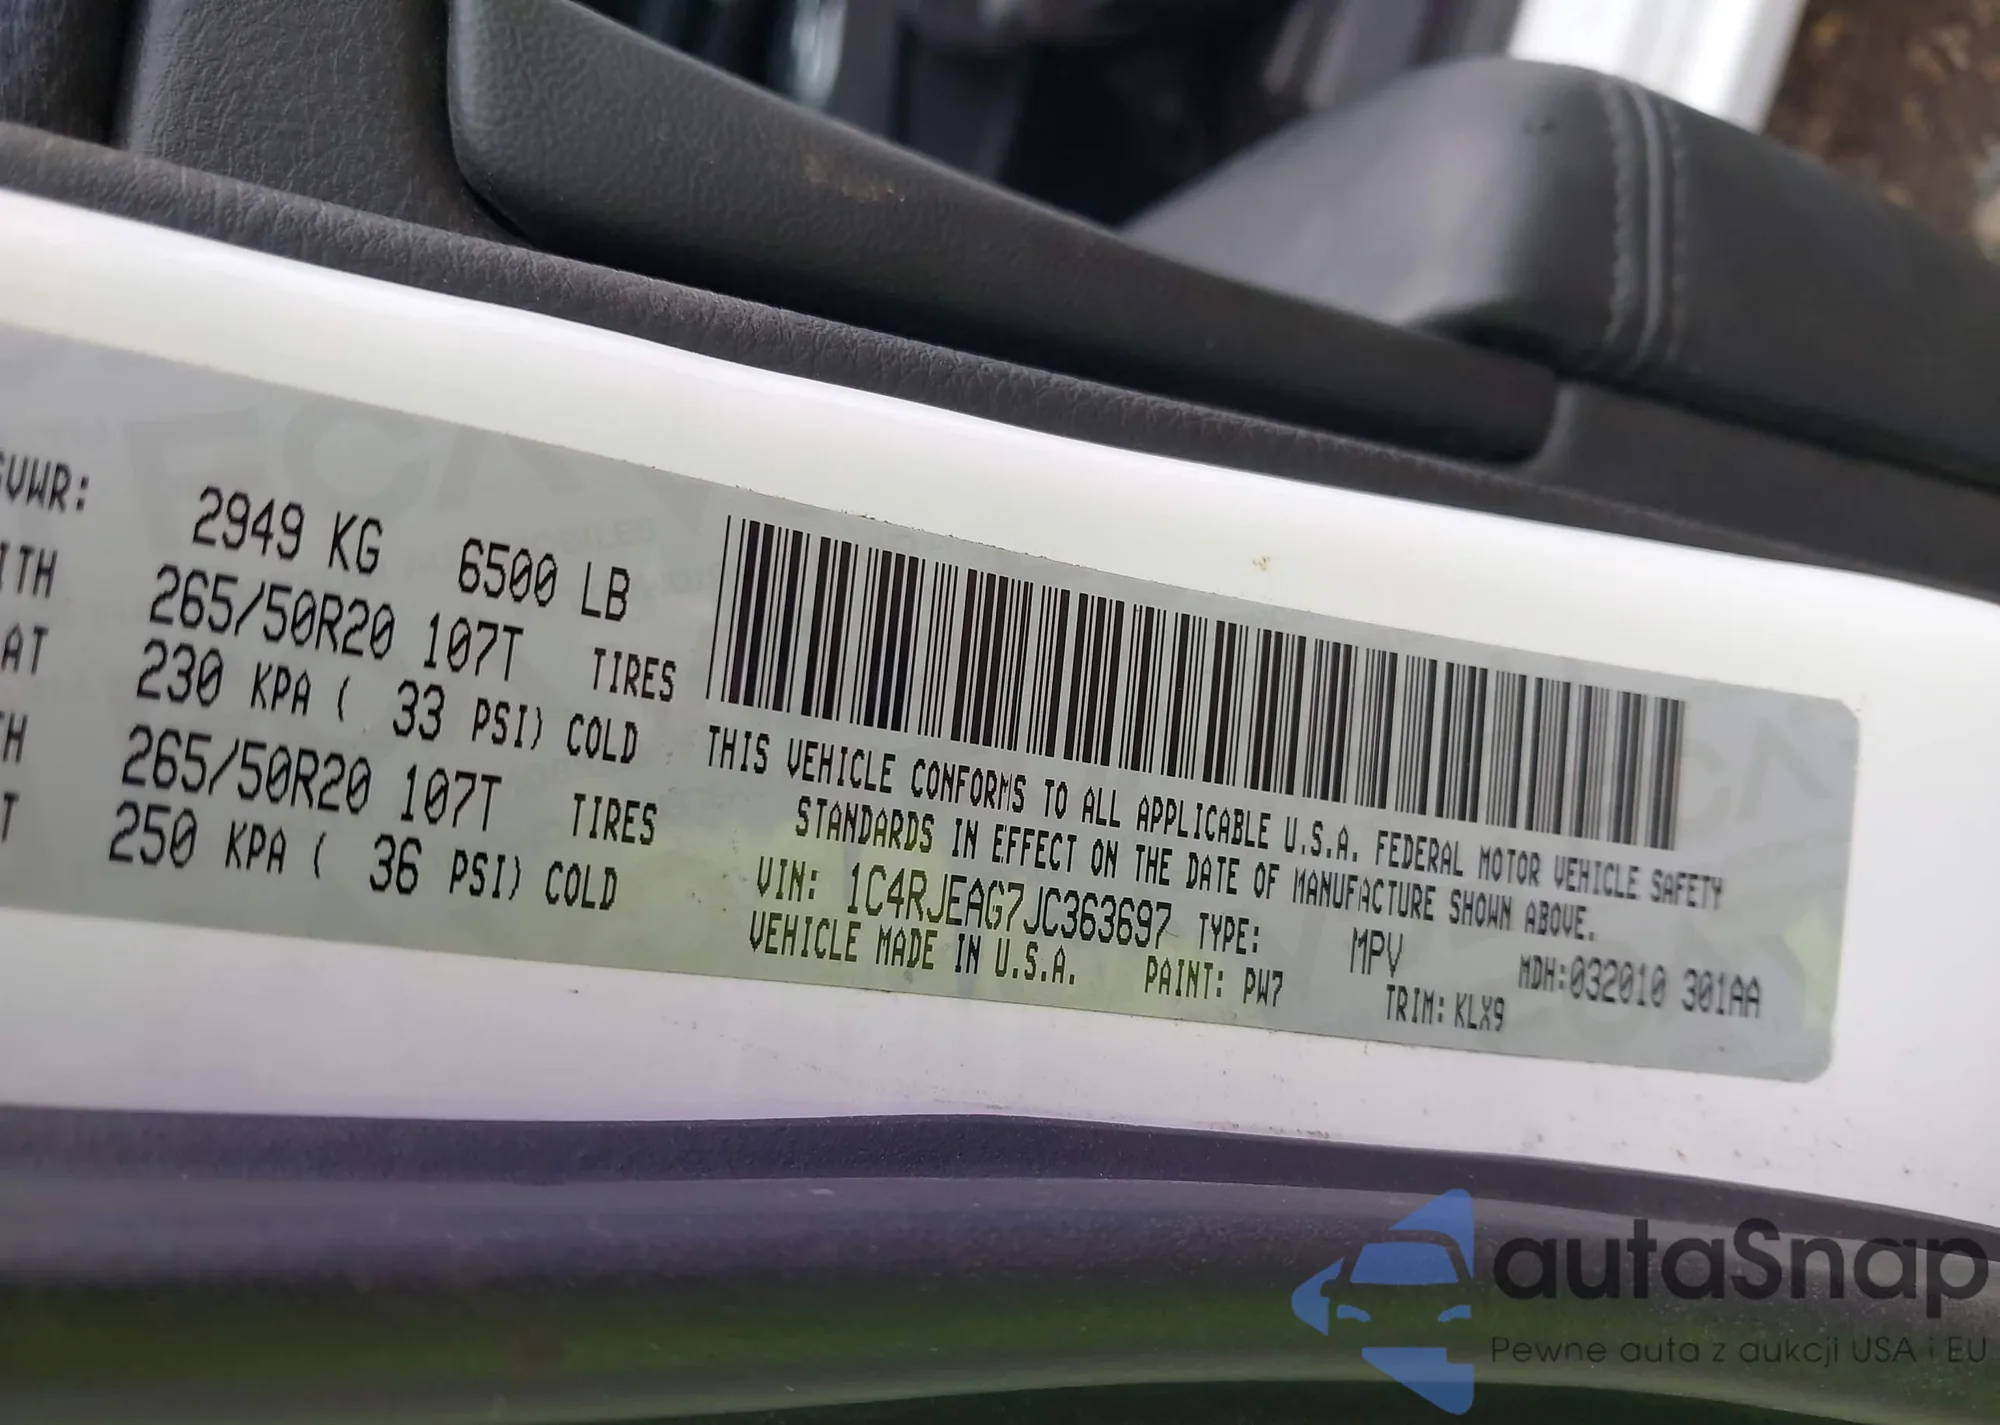 GVWR: 2949 KG 6500 LB
ITH 265/50R20 107T TIRES
AT 230 KPA ( 33 PSI) COLD
TH 265/50R20 107T TIRES
T 250 KPA ( 36 PSI) COLD
THIS VEHICLE CONFORMS TO ALL APPLICABLE U.S.A. FEDERAL MOTOR VEHICLE SAFETY
STANDARDS IN EFFECT ON THE DATE OF MANUFACTURE SHOWN ABOVE.
VIN: 1C4RJEAG7JC363697 TYPE: MPV MDH:032010 301AA
VEHICLE MADE IN U.S.A. PAINT: PW7 TRIM: KLX9
autaSnap
Pewne auta z aukcji USA i EU